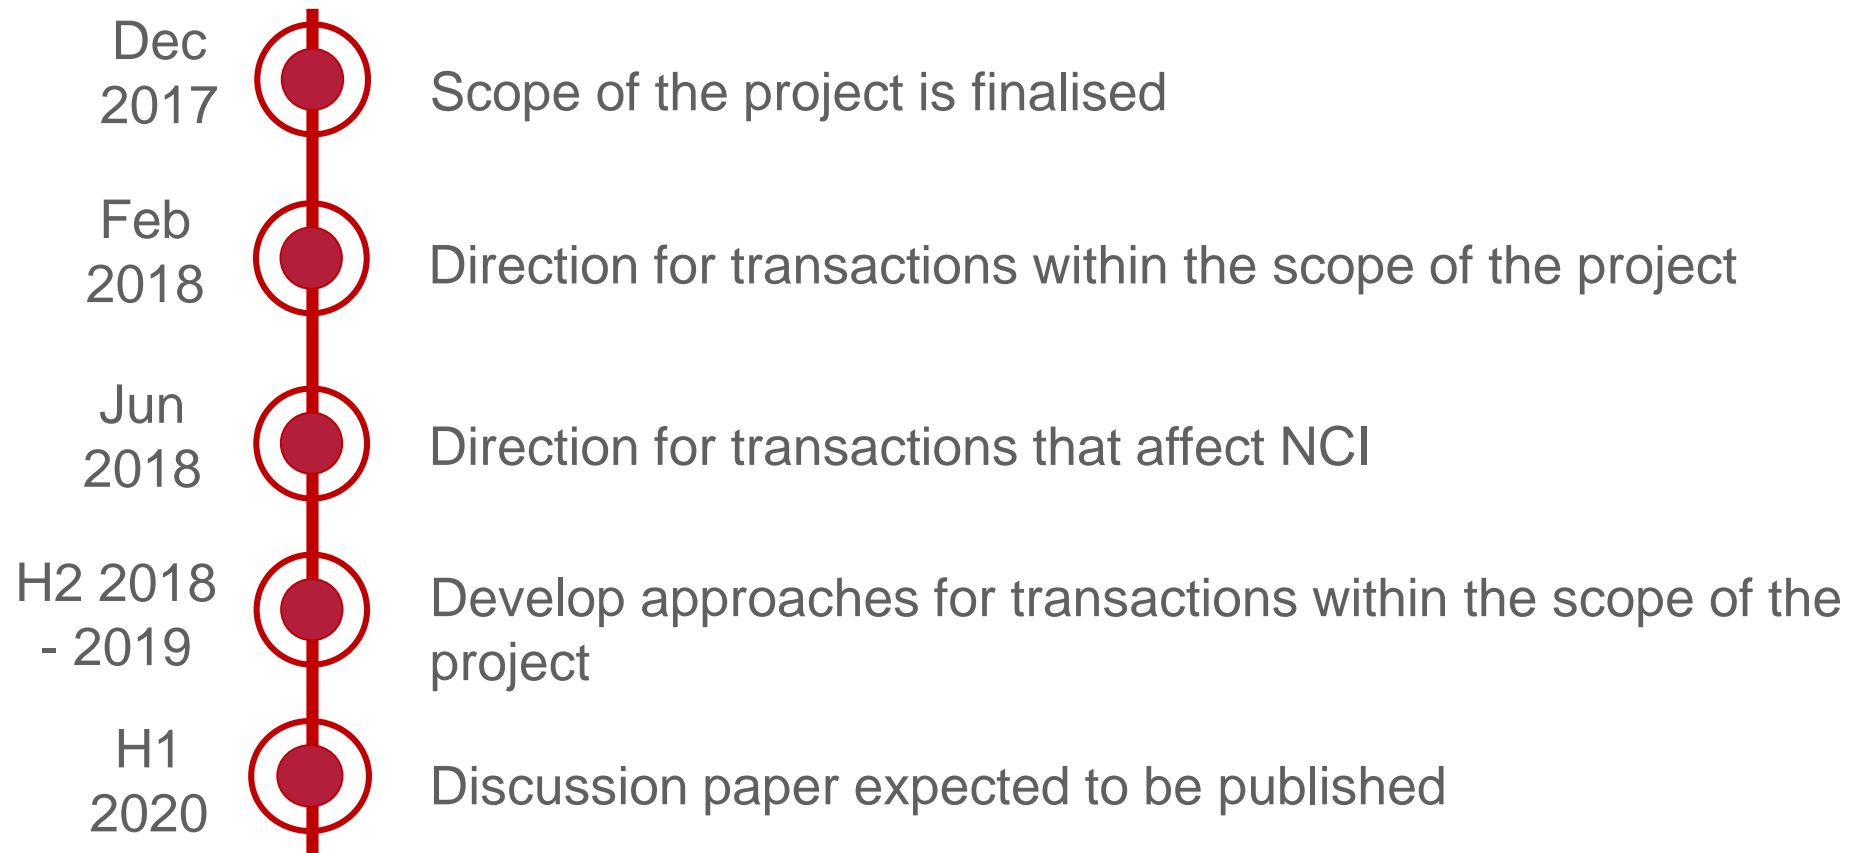 Dec
2017
Scope of the project is finalised
Feb
2018
Direction for transactions within the scope of the project
Jun
2018
Direction for transactions that affect NCI
H2 2018
- 2019
Develop approaches for transactions within the scope of the
project
H1
2020
Discussion paper expected to be published